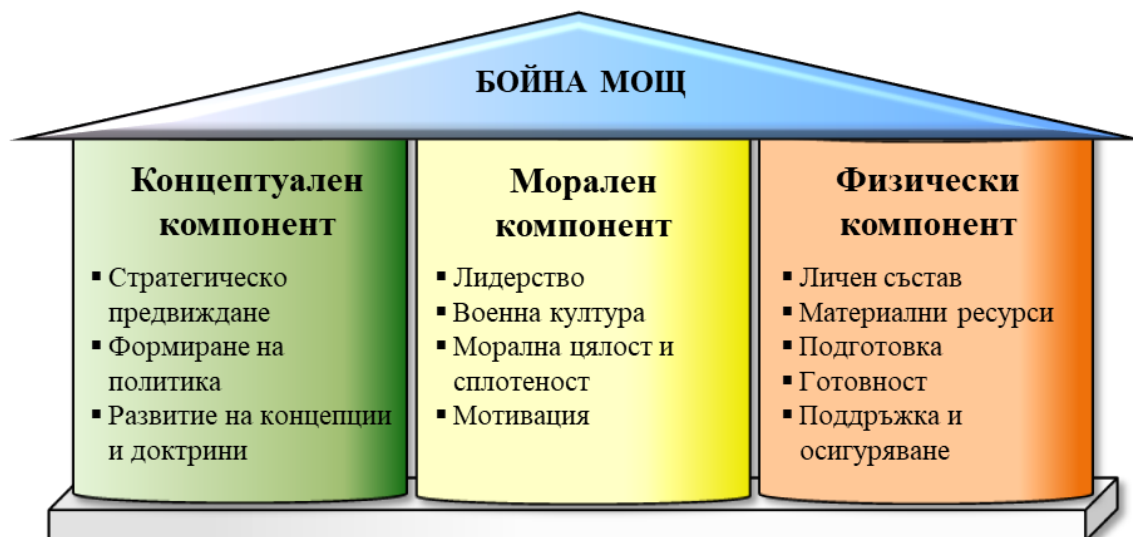 БОЙНА МОЩ
Концептуален
компонент
▪ Стратегическо
предвиждане
▪ Формиране на
политика
▪ Развитие на концепции
и доктрини
Морален
компонент
▪ Лидерство
▪ Военна култура
▪ Морална цялост и
сплотеност
▪ Мотивация
Физически
компонент
▪ Личен състав
▪ Материални ресурси
▪ Подготовка
▪ Готовност
▪ Поддръжка и
осигуряване